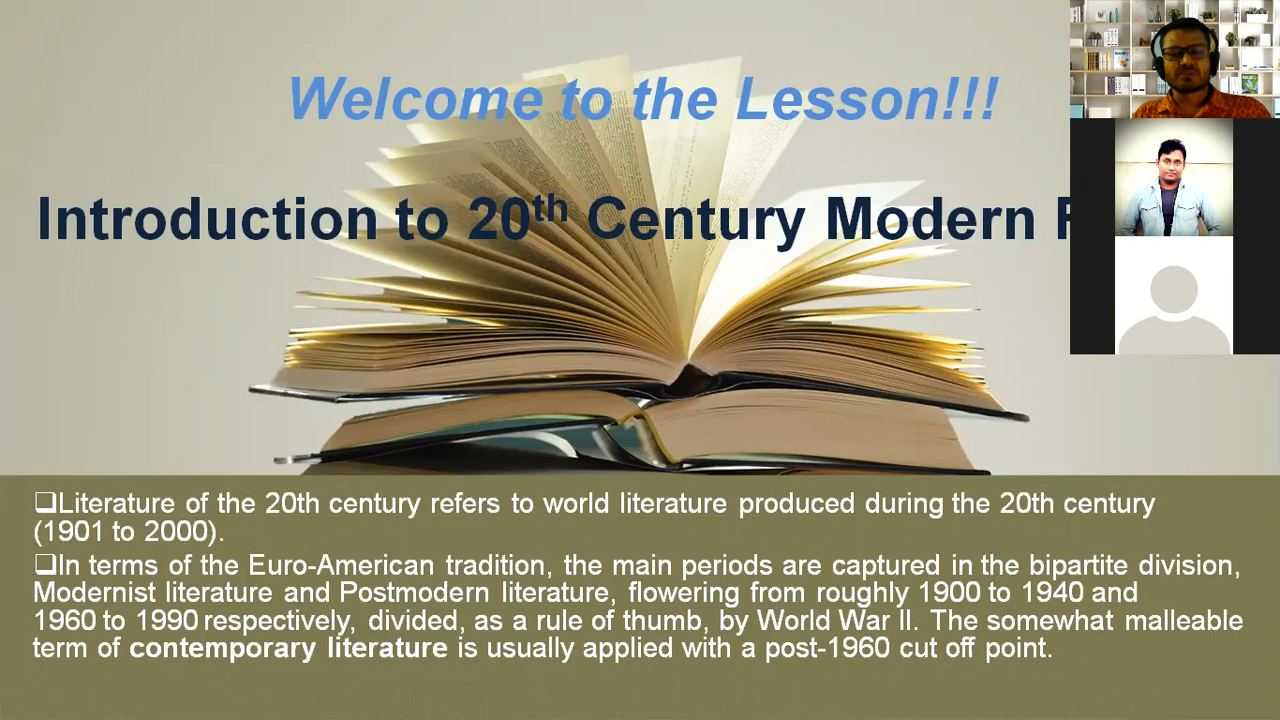 Welcome to the Lesson!!!
Introduction to 20th Century Modern
❑Literature of the 20th century refers to world literature produced during the 20th century
(1901 to 2000).
❑In terms of the Euro-American tradition, the main periods are captured in the bipartite division,
Modernist literature and Postmodern literature, flowering from roughly 1900 to 1940 and
1960 to 1990 respectively, divided, as a rule of thumb, by World War II. The somewhat malleable
term of contemporary literature is usually applied with a post-1960 cut off point.